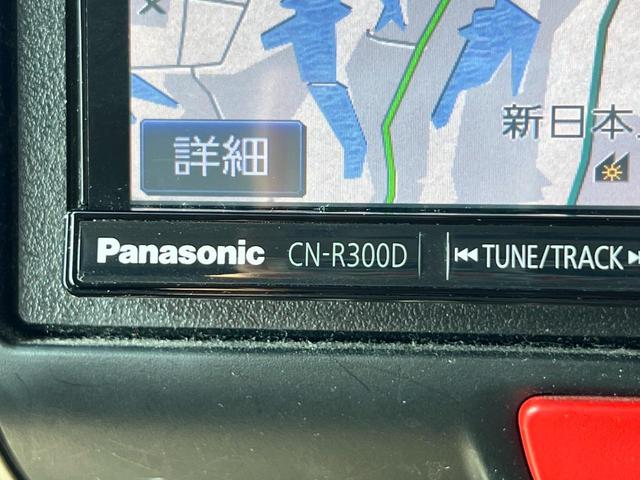 新日本
詳細
Panasonic CN-R300D TUNE/TRACK